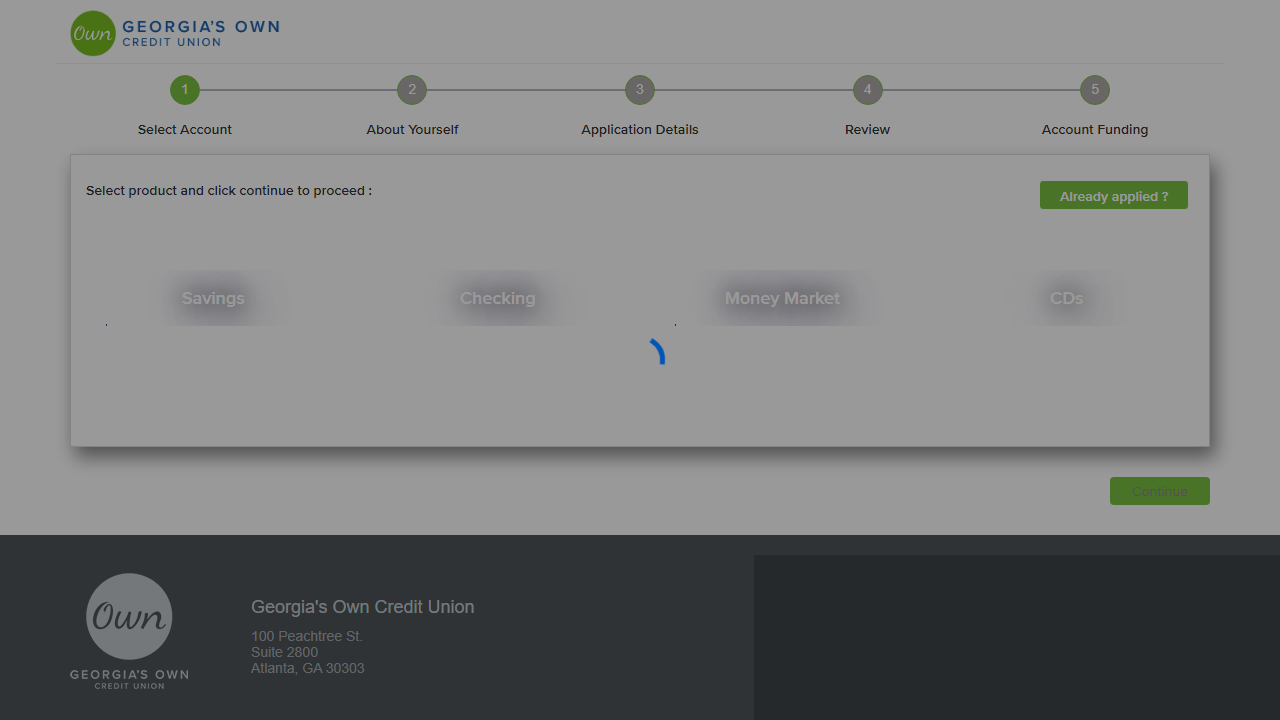 Own GEORGIA'S OWN
CREDIT UNION
1 2 3 4 5
Select Account About Yourself Application Details Review Account Funding
Select product and click continue to proceed :
Already applied ?
Savings Checking Money Market CDs
Continue
Own
GEORGIA'S OWN
CREDIT UNION
Georgia's Own Credit Union
100 Peachtree St.
Suite 2800
Atlanta, GA 30303